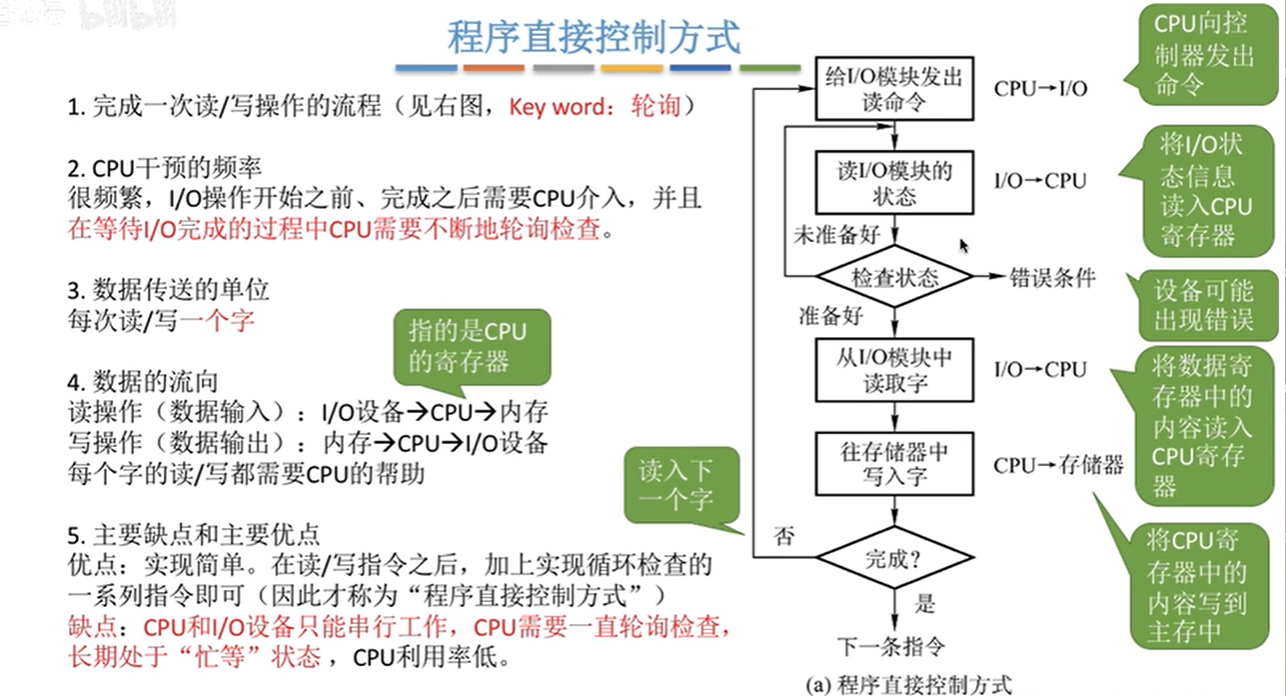 bilibili
程序直接控制方式
1. 完成一次读/写操作的流程（见右图，Key word：轮询）
2. CPU干预的频率
很频繁，I/O操作开始之前、完成之后需要CPU介入，并且
在等待I/O完成的过程中CPU需要不断地轮询检查。
3. 数据传送的单位
每次读/写一个字
指的是CPU
的寄存器
4. 数据的流向
读操作（数据输入）：I/O设备→CPU→内存
写操作（数据输出）：内存→CPU→I/O设备
每个字的读/写都需要CPU的帮助
读入下
一个字
5. 主要缺点和主要优点
优点：实现简单。在读/写指令之后，加上实现循环检查的
一系列指令即可（因此才称为“程序直接控制方式”）
缺点：CPU和I/O设备只能串行工作，CPU需要一直轮询检查，
长期处于“忙等”状态，CPU利用率低。
给I/O模块发出
读命令
CPU→I/O
CPU向控
制器发出
命令
读I/O模块的
状态
I/O→CPU
将I/O状
态信息
读入CPU
寄存器
未准备好
检查状态
错误条件
设备可能
出现错误
准备好
从I/O模块中
读取字
I/O→CPU
将数据寄
存器中的
内容读入
CPU寄存
器
往存储器中
写入字
CPU→存储器
将CPU寄
存器中的
内容写到
主存中
否
完成?
是
下一条指令
(a) 程序直接控制方式